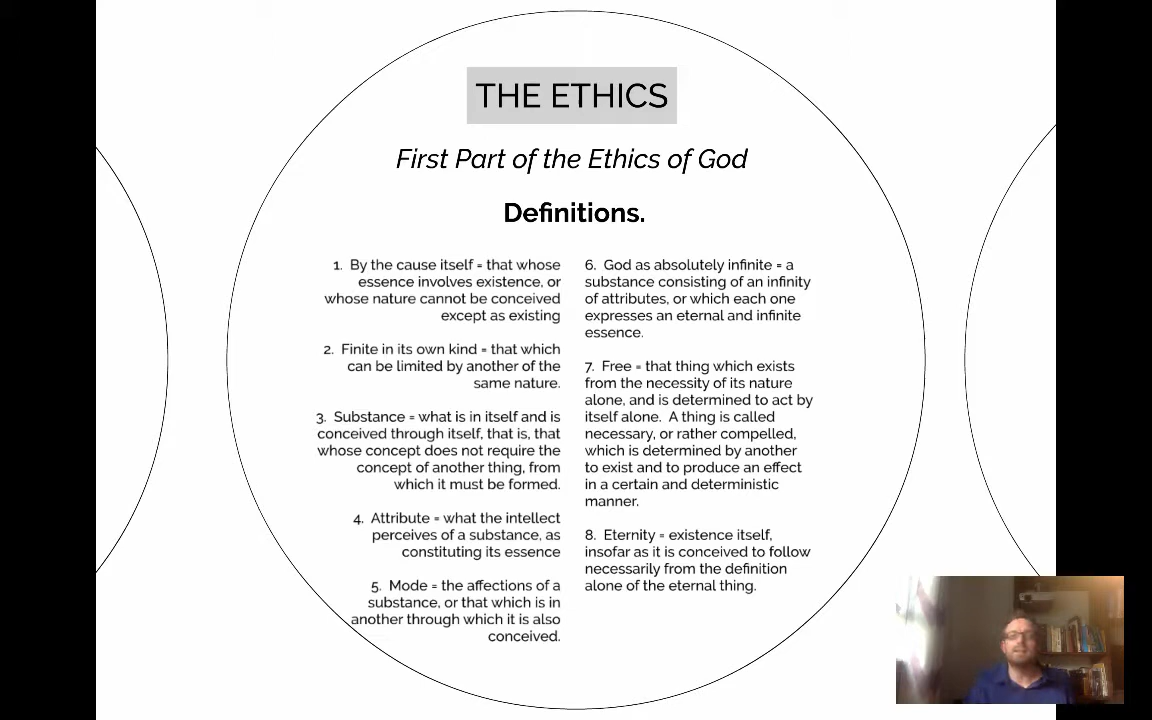 THE ETHICS
First Part of the Ethics of God
Definitions.
1. By the cause itself = that whose
essence involves existence, or
whose nature cannot be conceived
except as existing
2. Finite in its own kind = that which
can be limited by another of the
same nature.
3. Substance = what is in itself and is
conceived through itself, that is, that
whose concept does not require the
concept of another thing, from
which it must be formed.
4. Attribute = what the intellect
perceives of a substance, as
constituting its essence
5. Mode = the affections of a
substance, or that which is in
another through which it is also
conceived.
6. God as absolutely infinite = a
substance consisting of an infinity
of attributes, or which each one
expresses an eternal and infinite
essence.
7. Free = that thing which exists
from the necessity of its nature
alone, and is determined to act by
itself alone. A thing is called
necessary, or rather compelled,
which is determined by another
to exist and to produce an effect
in a certain and deterministic
manner.
8. Eternity = existence itself,
insofar as it is conceived to follow
necessarily from the definition
alone of the eternal thing.